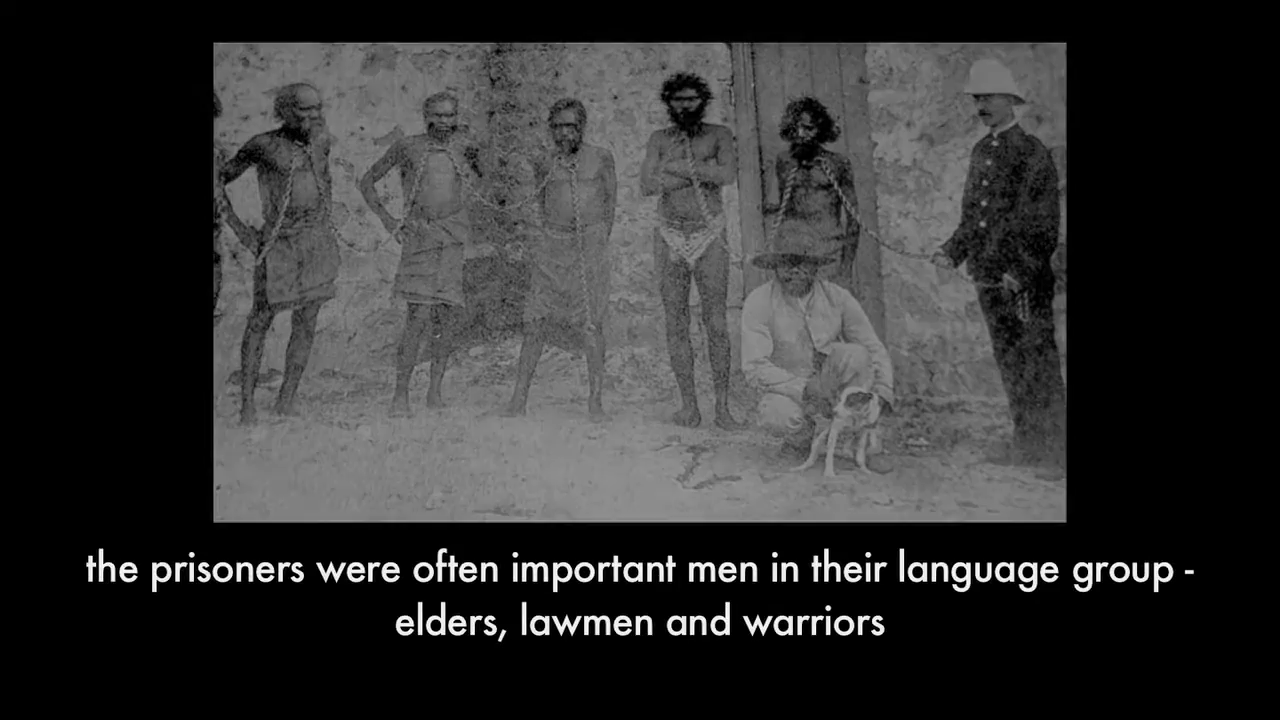 the prisoners were often important men in their language group -
elders, lawmen and warriors